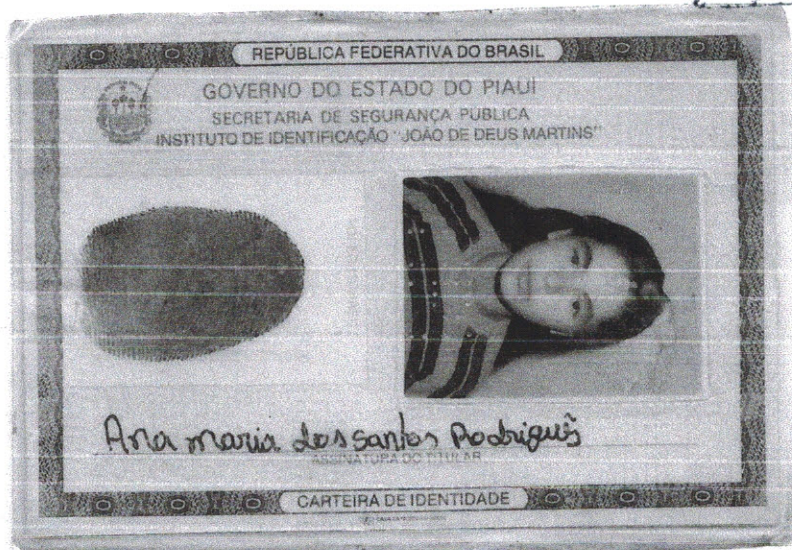 REPÚBLICA FEDERATIVA DO BRASIL
GOVERNO DO ESTADO DO PIAUÍ
SECRETARIA DE SEGURANÇA PÚBLICA
INSTITUTO DE IDENTIFICAÇÃO "JOÃO DE DEUS MARTINS"
Ana maria dos santos Rodriguês
ASSINATURA DO TITULAR
CARTEIRA DE IDENTIDADE